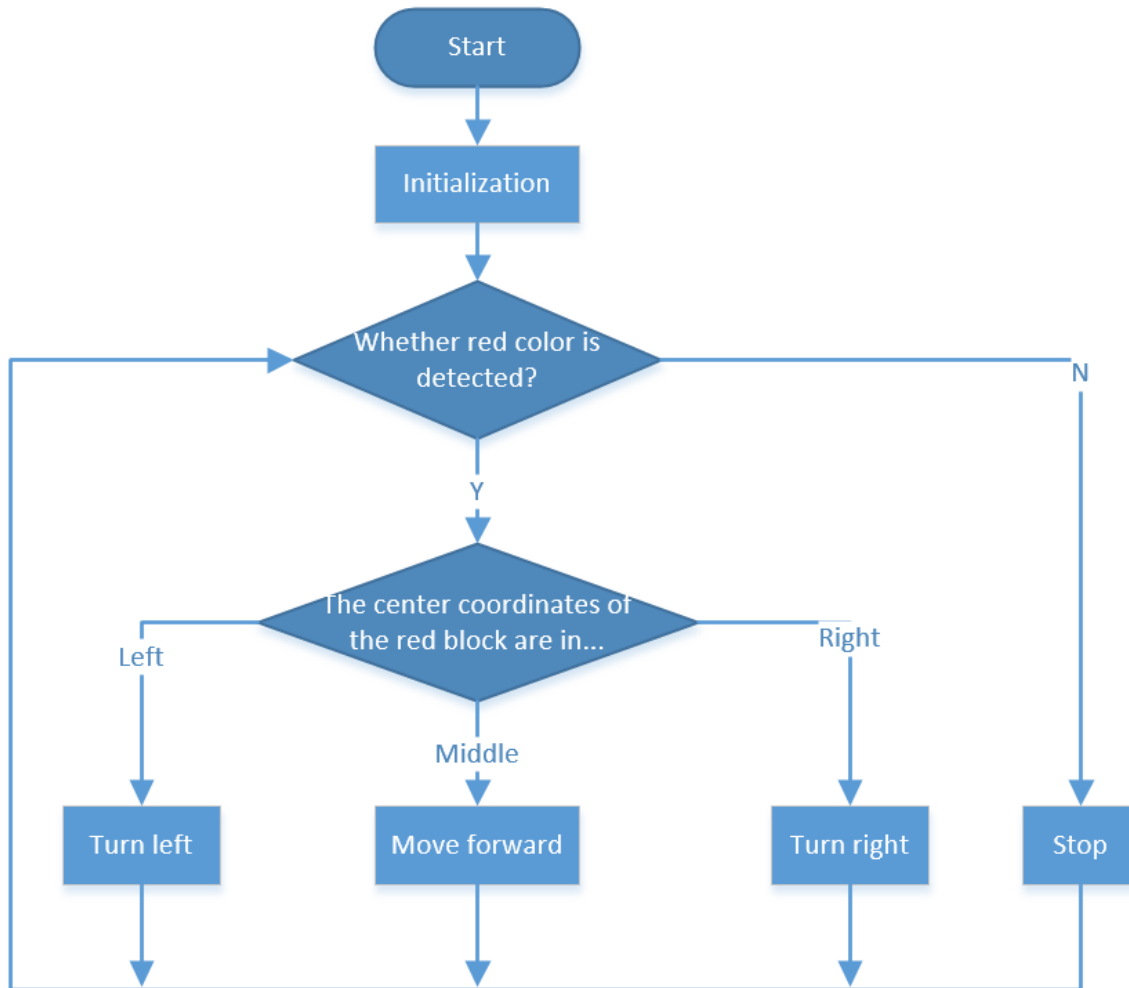 Start
Initialization
Whether red color is
detected?
N
Y
The center coordinates of
the red block are in...
Left
Right
Middle
Turn left
Move forward
Turn right
Stop